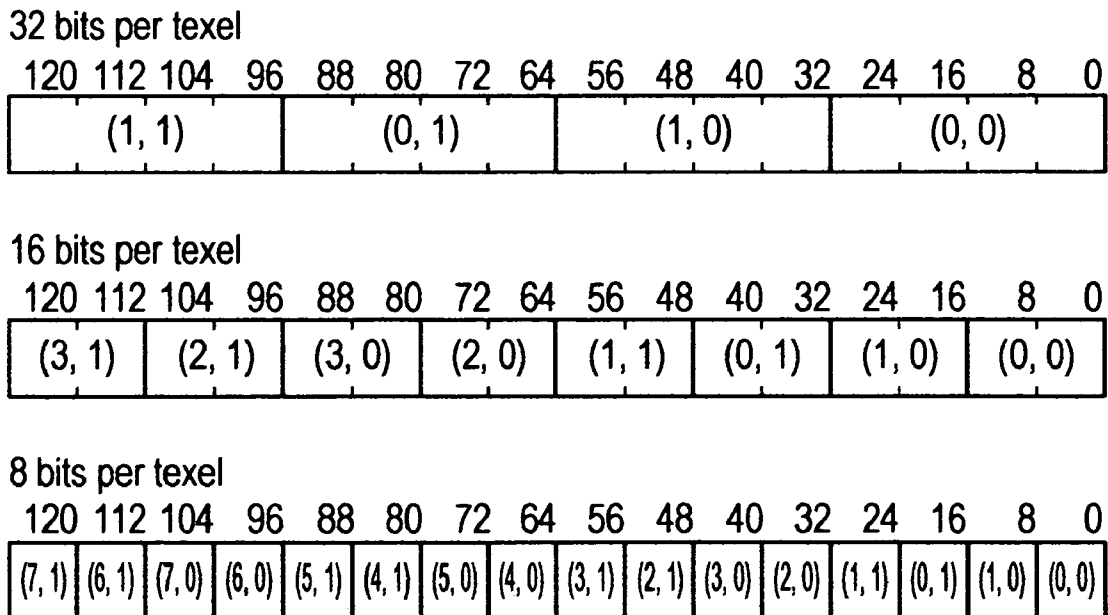 32 bits per texel
120 112 104 96 88 80 72 64 56 48 40 32 24 16 8 0
(1, 1) (0, 1) (1, 0) (0, 0)
16 bits per texel
120 112 104 96 88 80 72 64 56 48 40 32 24 16 8 0
(3, 1) (2, 1) (3, 0) (2, 0) (1, 1) (0, 1) (1, 0) (0, 0)
8 bits per texel
120 112 104 96 88 80 72 64 56 48 40 32 24 16 8 0
(7, 1) (6, 1) (7, 0) (6, 0) (5, 1) (4, 1) (5, 0) (4, 0) (3, 1) (2, 1) (3, 0) (2, 0) (1, 1) (0, 1) (1, 0) (0, 0)